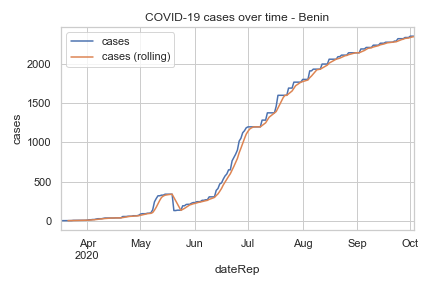 COVID-19 cases over time - Benin
cases
cases (rolling)
2000
1500
1000
500
0
cases
Apr
2020
May
Jun
Jul
Aug
Sep
Oct
dateRep